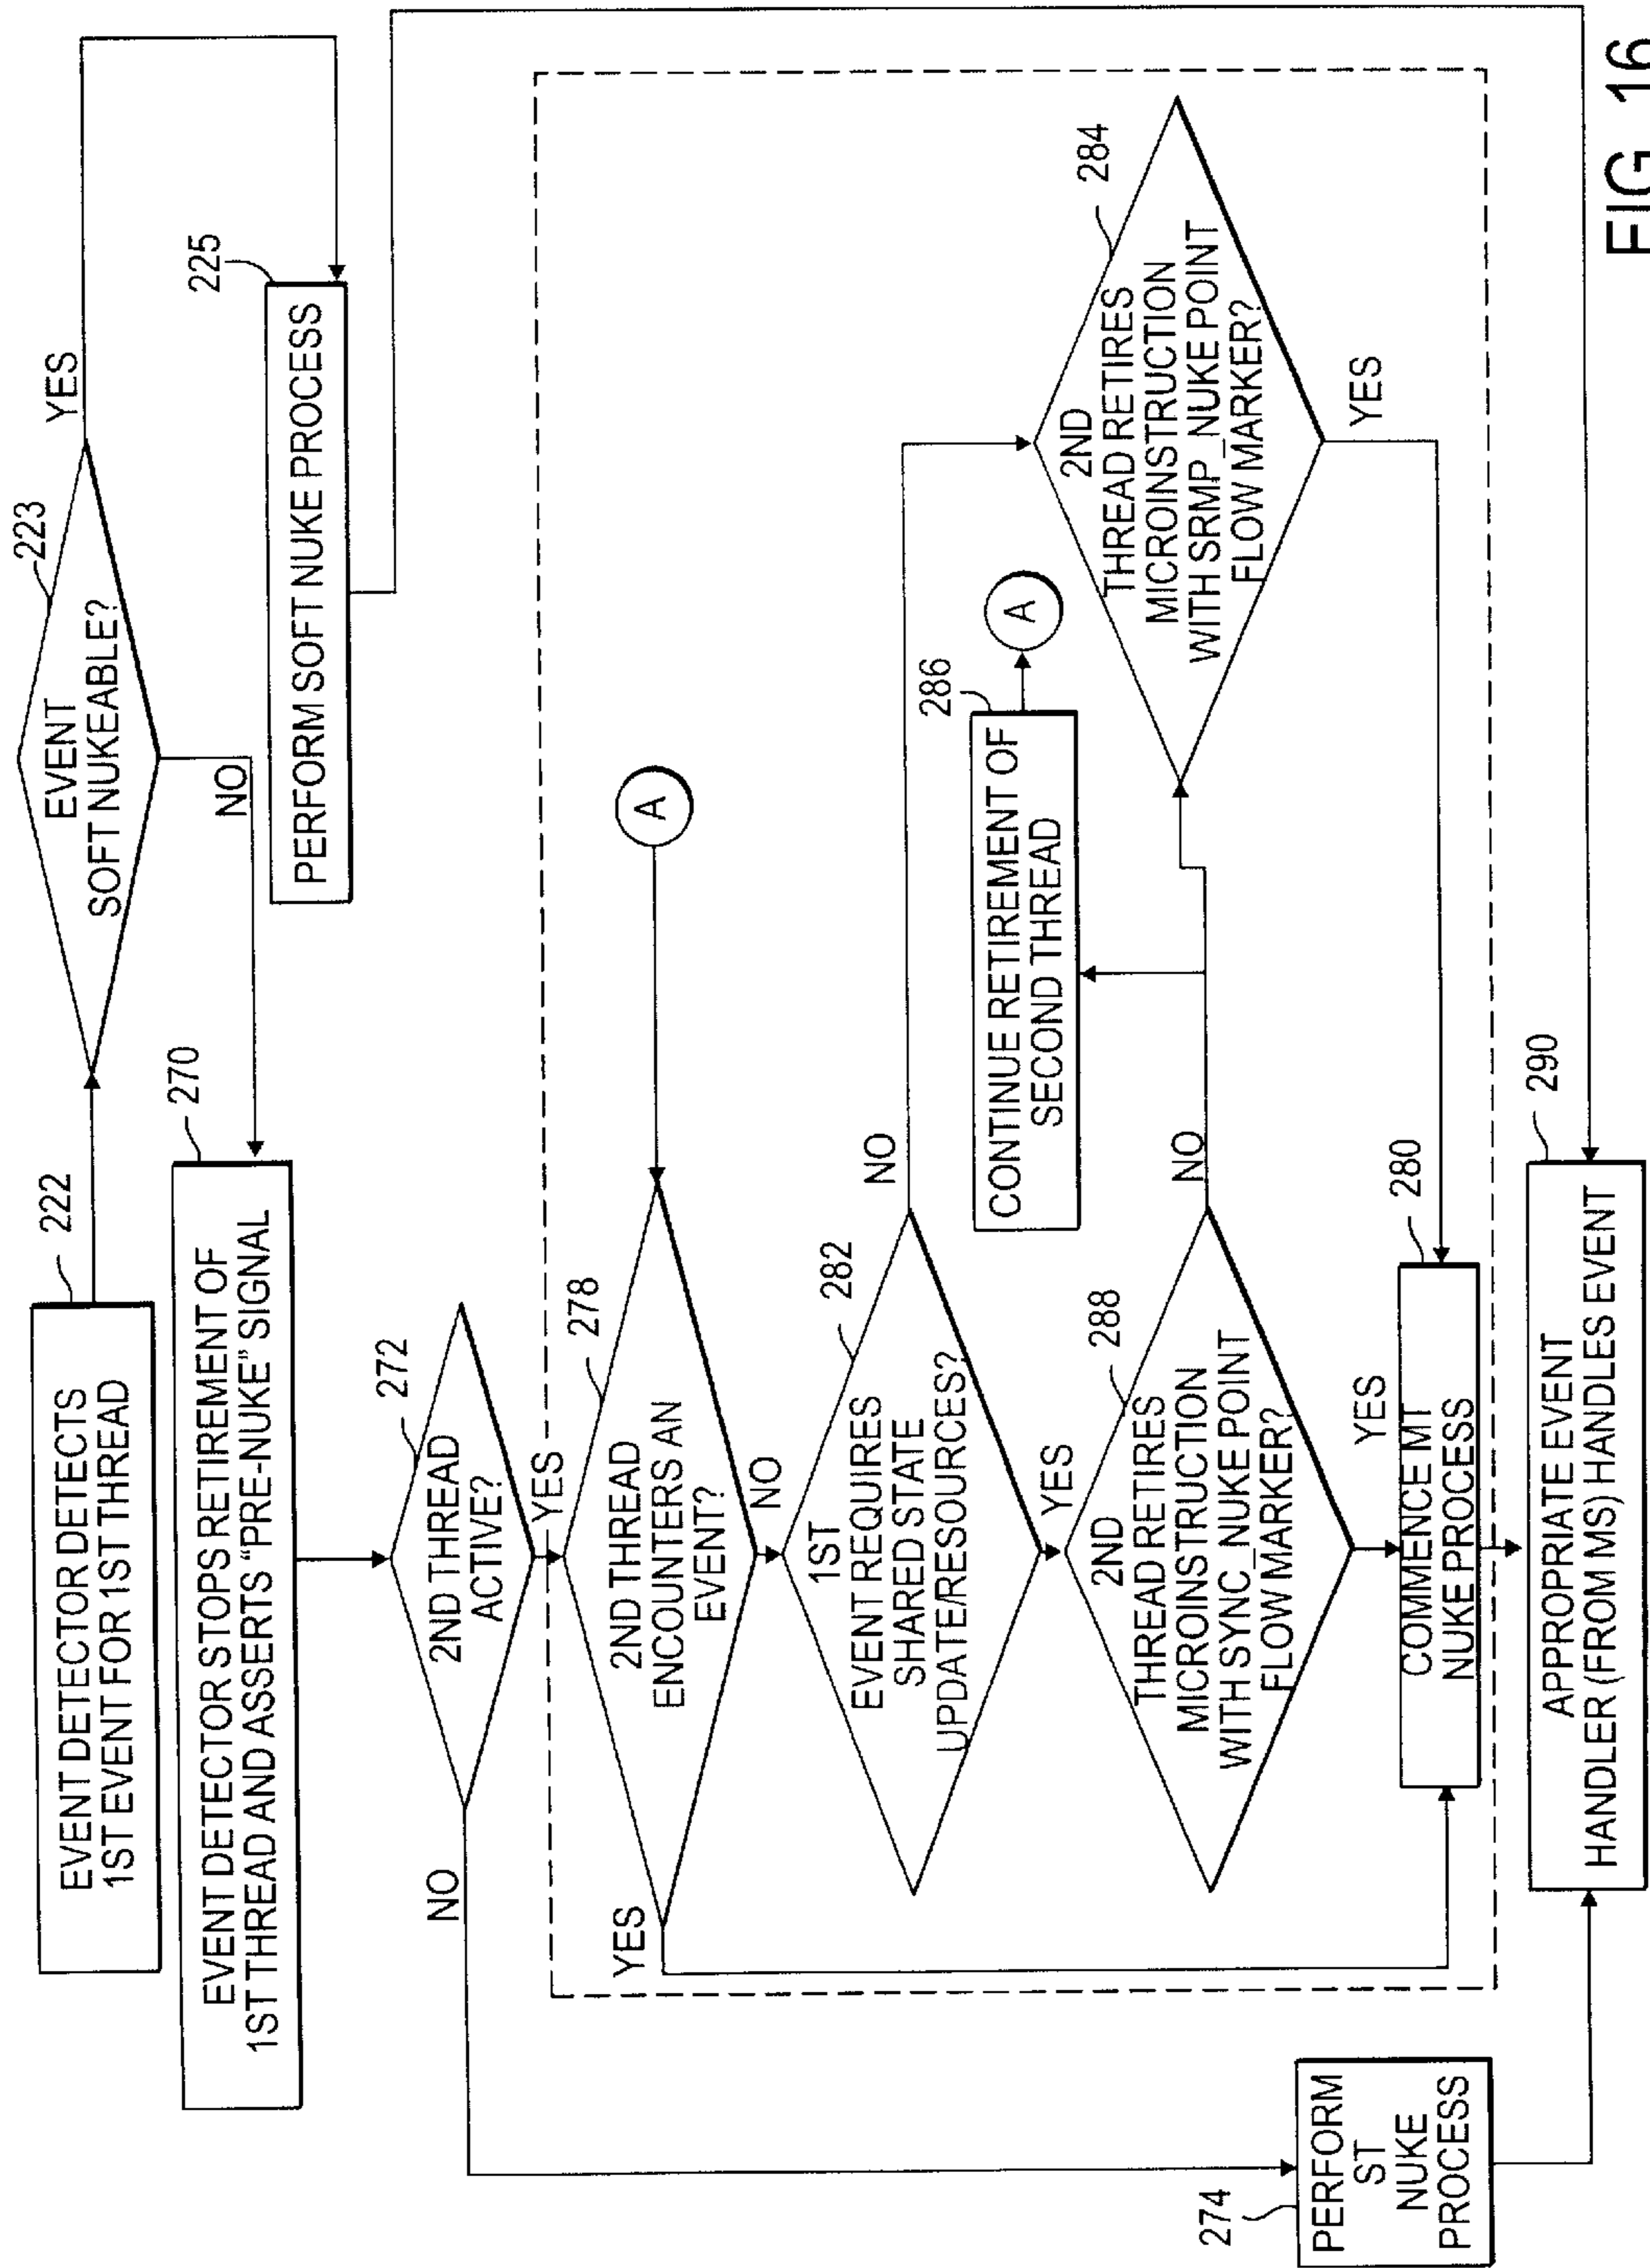 EVENT DETECTOR DETECTS
1ST EVENT FOR 1ST THREAD
222
EVENT
SOFT NUKEABLE?
223
YES
NO
225
PERFORM SOFT NUKE PROCESS
270
EVENT DETECTOR STOPS RETIREMENT OF
1ST THREAD AND ASSERTS "PRE-NUKE" SIGNAL
272
2ND THREAD
ACTIVE?
NO
YES
278
2ND THREAD
ENCOUNTERS AN
EVENT?
YES
NO
A
282
1ST
EVENT REQUIRES
SHARED STATE
UPDATE/RESOURCES?
NO
YES
286
CONTINUE RETIREMENT OF
SECOND THREAD
A
284
2ND
THREAD RETIRES
MICROINSTRUCTION
WITH SRMP_NUKE POINT
FLOW MARKER?
YES
288
2ND
THREAD RETIRES
MICROINSTRUCTION
WITH SYNC_NUKE POINT
FLOW MARKER?
NO
YES
280
COMMENCE MT
NUKE PROCESS
274
PERFORM
ST
NUKE
PROCESS
290
APPROPRIATE EVENT
HANDLER (FROM MS) HANDLES EVENT
FIG. 16